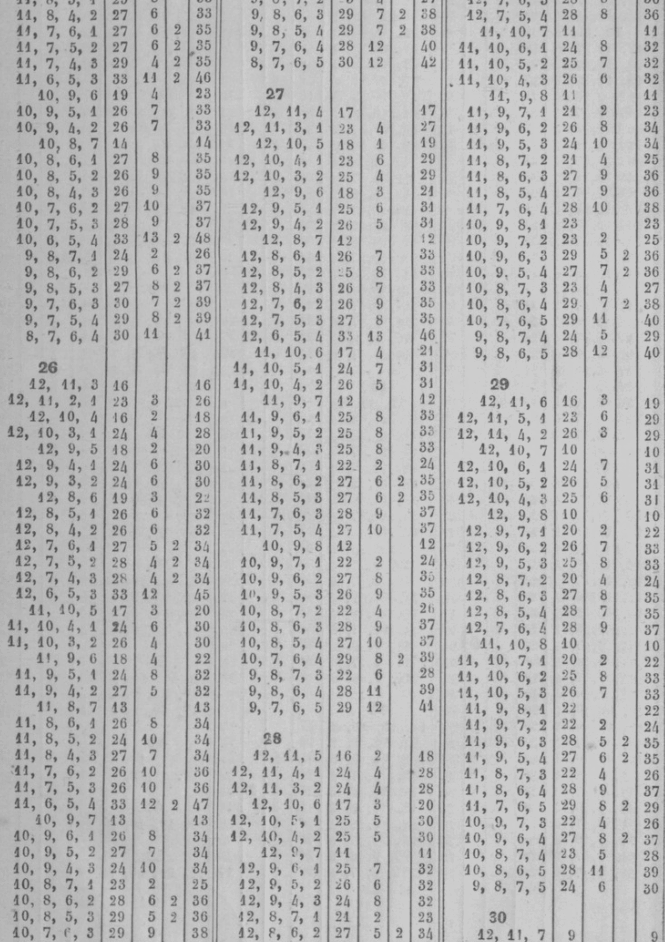 11, 8, 4, 2 27 6 33
11, 7, 6, 1 27 6 2 35
11, 7, 5, 2 27 6 2 35
11, 7, 4, 3 29 4 2 35
11, 6, 5, 3 33 11 2 46
10, 9, 6 19 4 23
10, 9, 5, 1 26 7 33
10, 9, 4, 2 26 7 33
10, 8, 7 14 14
10, 8, 6, 1 27 8 35
10, 8, 5, 2 26 9 35
10, 8, 4, 3 26 9 35
10, 7, 6, 2 27 10 37
10, 7, 5, 3 28 9 37
10, 6, 5, 4 33 13 2 48
9, 8, 7, 1 24 2 26
9, 8, 6, 2 29 6 2 37
9, 8, 5, 3 27 8 2 37
9, 7, 6, 3 30 7 2 39
9, 7, 5, 4 29 8 2 39
8, 7, 6, 4 30 11 41
26
12, 11, 3 16 16
12, 11, 2, 1 23 3 26
12, 10, 4 16 2 18
12, 10, 3, 1 24 4 28
12, 9, 5 18 2 20
12, 9, 4, 1 24 6 30
12, 9, 3, 2 24 6 30
12, 8, 6 19 3 22
12, 8, 5, 1 26 6 32
12, 8, 4, 2 26 6 32
12, 7, 6, 1 27 5 2 34
12, 7, 5, 2 28 4 2 34
12, 7, 4, 3 28 4 2 34
12, 6, 5, 3 33 12 45
11, 10, 5 17 3 20
11, 10, 4, 1 24 6 30
11, 10, 3, 2 26 4 30
11, 9, 6 18 4 22
11, 9, 5, 1 24 8 32
11, 9, 4, 2 27 5 32
11, 8, 7 13 13
11, 8, 6, 1 26 8 34
11, 8, 5, 2 24 10 34
11, 8, 4, 3 27 7 34
11, 7, 6, 2 26 10 36
11, 7, 5, 3 26 10 36
11, 6, 5, 4 33 12 2 47
10, 9, 7 13 13
10, 9, 6, 1 26 8 34
10, 9, 5, 2 27 7 34
10, 9, 4, 3 24 10 34
10, 8, 7, 1 23 2 25
10, 8, 6, 2 28 6 2 36
10, 8, 5, 3 29 5 2 36
10, 7, 6, 3 29 9 38
9, 8, 6, 3 29 7 2 38
9, 8, 5, 4 29 7 2 38
9, 7, 6, 4 28 12 40
8, 7, 6, 5 30 12 42
27
12, 11, 4 17 17
12, 11, 3, 1 23 4 27
12, 10, 5 18 1 19
12, 10, 4, 1 23 6 29
12, 10, 3, 2 25 4 29
12, 9, 6 18 3 21
12, 9, 5, 1 25 6 31
12, 9, 4, 2 26 5 31
12, 8, 7 12 12
12, 8, 6, 1 26 7 33
12, 8, 5, 2 25 8 33
12, 8, 4, 3 26 7 33
12, 7, 6, 2 26 9 35
12, 7, 5, 3 27 8 35
12, 6, 5, 4 33 13 46
11, 10, 6 17 4 21
11, 10, 5, 1 24 7 31
11, 10, 4, 2 26 5 31
11, 9, 7 12 12
11, 9, 6, 1 25 8 33
11, 9, 5, 2 25 8 33
11, 9, 4, 3 25 8 33
11, 8, 7, 1 22 2 24
11, 8, 6, 2 27 6 2 35
11, 8, 5, 3 27 6 2 35
11, 7, 6, 3 28 9 37
11, 7, 5, 4 27 10 37
10, 9, 8 12 12
10, 9, 7, 1 22 2 24
10, 9, 6, 2 27 8 35
10, 9, 5, 3 26 9 35
10, 8, 7, 2 22 4 26
10, 8, 6, 3 28 9 37
10, 8, 5, 4 27 10 37
10, 7, 6, 4 29 8 2 39
9, 8, 7, 3 22 6 28
9, 8, 6, 4 28 11 39
9, 7, 6, 5 29 12 41
28
12, 11, 5 16 2 18
12, 11, 4, 1 24 4 28
12, 11, 3, 2 24 4 28
12, 10, 6 17 3 20
12, 10, 5, 1 25 5 30
12, 10, 4, 2 25 5 30
12, 9, 7 11 11
12, 9, 6, 1 25 7 32
12, 9, 5, 2 26 6 32
12, 9, 4, 3 24 8 32
12, 8, 7, 1 21 2 23
12, 8, 6, 2 27 5 2 34
12, 7, 5, 4 28 8 36
11, 10, 7 11 11
11, 10, 6, 1 24 8 32
11, 10, 5, 2 25 7 32
11, 10, 4, 3 26 6 32
11, 9, 8 11 11
11, 9, 7, 1 21 2 23
11, 9, 6, 2 26 8 34
11, 9, 5, 3 24 10 34
11, 8, 7, 2 21 4 25
11, 8, 6, 3 27 9 36
11, 8, 5, 4 27 9 36
11, 7, 6, 4 28 10 38
10, 9, 8, 1 23 23
10, 9, 7, 2 23 2 25
10, 9, 6, 3 29 5 2 36
10, 9, 5, 4 27 7 2 36
10, 8, 7, 3 23 4 27
10, 8, 6, 4 29 7 2 38
10, 7, 6, 5 29 11 40
9, 8, 7, 4 24 5 29
9, 8, 6, 5 28 12 40
29
12, 11, 6 16 3 19
12, 11, 5, 1 23 6 29
12, 11, 4, 2 26 3 29
12, 10, 7 10 10
12, 10, 6, 1 24 7 31
12, 10, 5, 2 26 5 31
12, 10, 4, 3 25 6 31
12, 9, 8 10 10
12, 9, 7, 1 20 2 22
12, 9, 6, 2 26 7 33
12, 9, 5, 3 25 8 33
12, 8, 7, 2 20 4 24
12, 8, 6, 3 27 8 35
12, 8, 5, 4 28 7 35
12, 7, 6, 4 28 9 37
11, 10, 8 10 10
11, 10, 7, 1 20 2 22
11, 10, 6, 2 25 8 33
11, 10, 5, 3 26 7 33
11, 9, 8, 1 22 22
11, 9, 7, 2 22 2 24
11, 9, 6, 3 28 5 2 35
11, 9, 5, 4 27 6 2 35
11, 8, 7, 3 22 4 26
11, 8, 6, 4 28 9 37
11, 7, 6, 5 29 8 2 29
10, 9, 7, 3 22 4 26
10, 9, 6, 4 27 8 2 37
10, 8, 7, 4 23 5 28
10, 8, 6, 5 28 11 39
9, 8, 7, 5 24 6 30
30
12, 11, 7 9 9